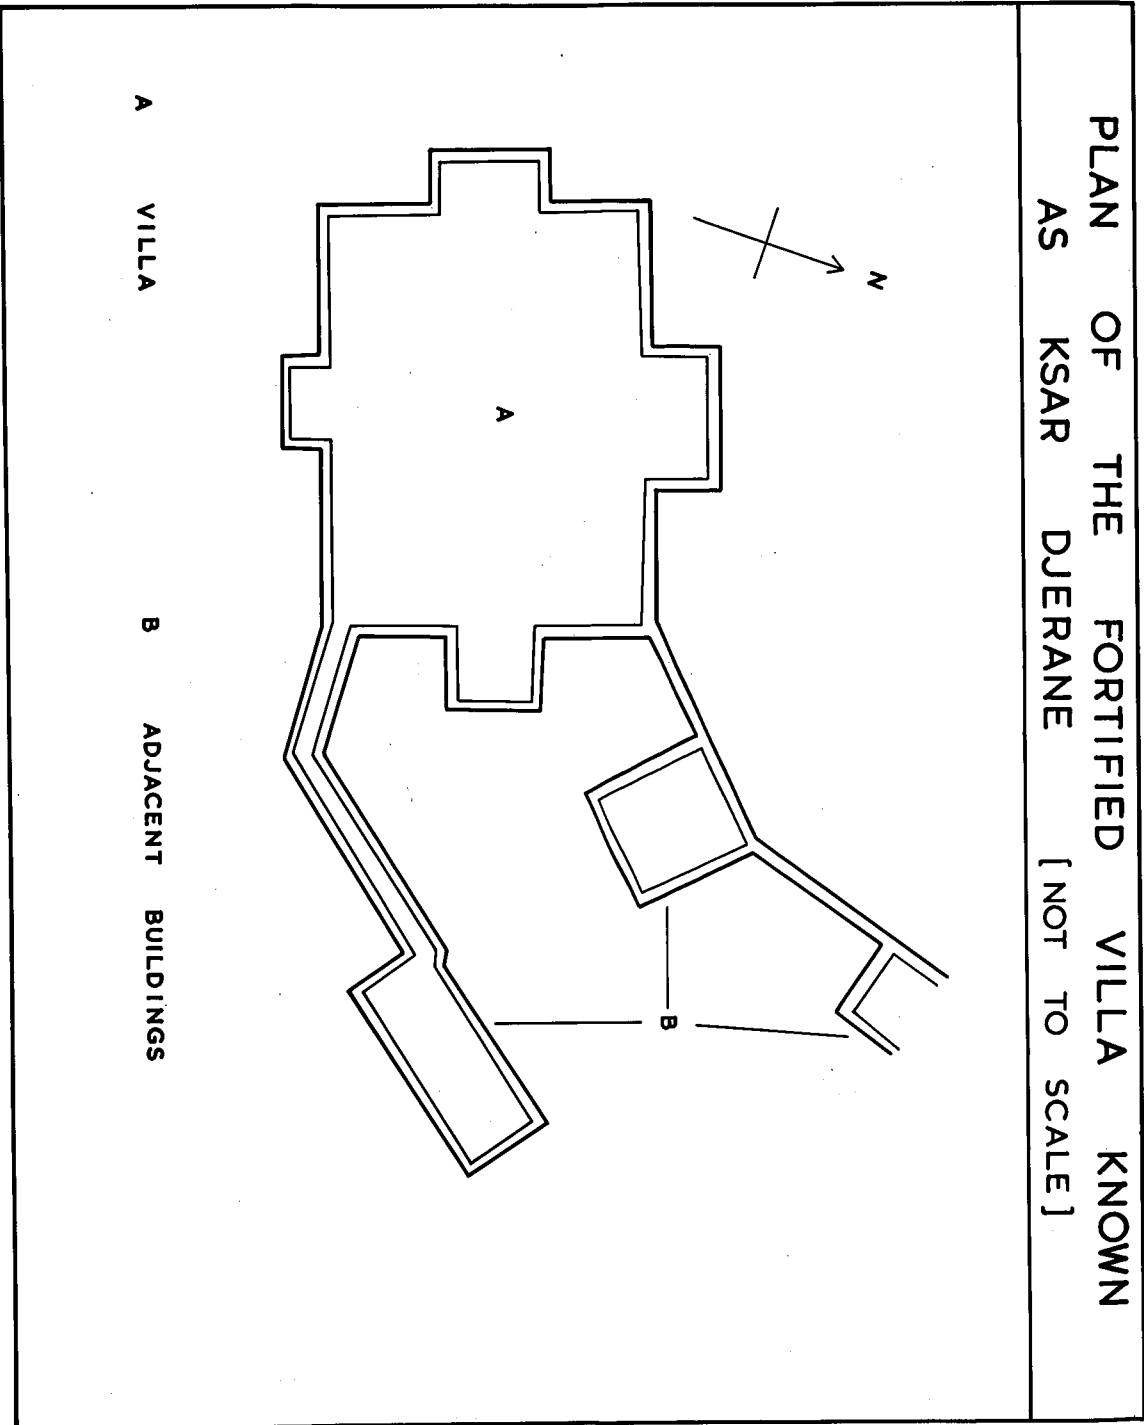 PLAN OF THE FORTIFIED VILLA KNOWN
AS KSAR DJERANE [NOT TO SCALE]
N
A
B
A VILLA B ADJACENT BUILDINGS